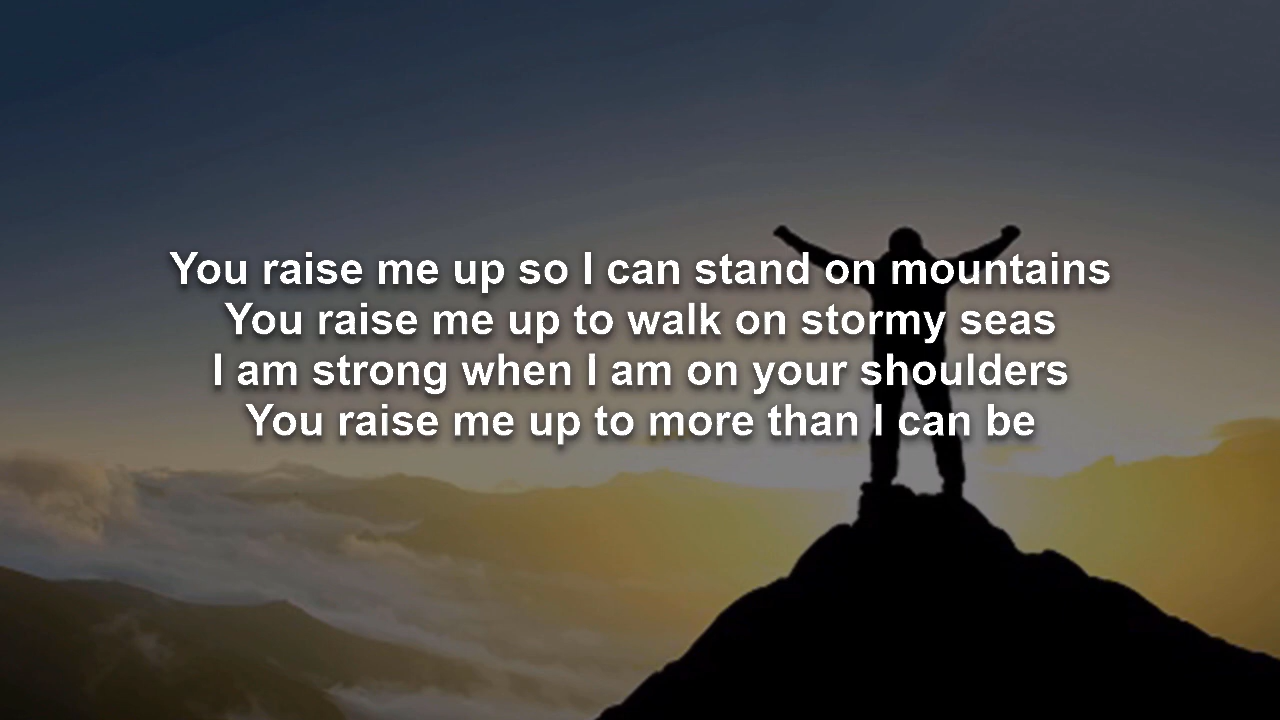 You raise me up so I can stand on mountains
You raise me up to walk on stormy seas
I am strong when I am on your shoulders
You raise me up to more than I can be